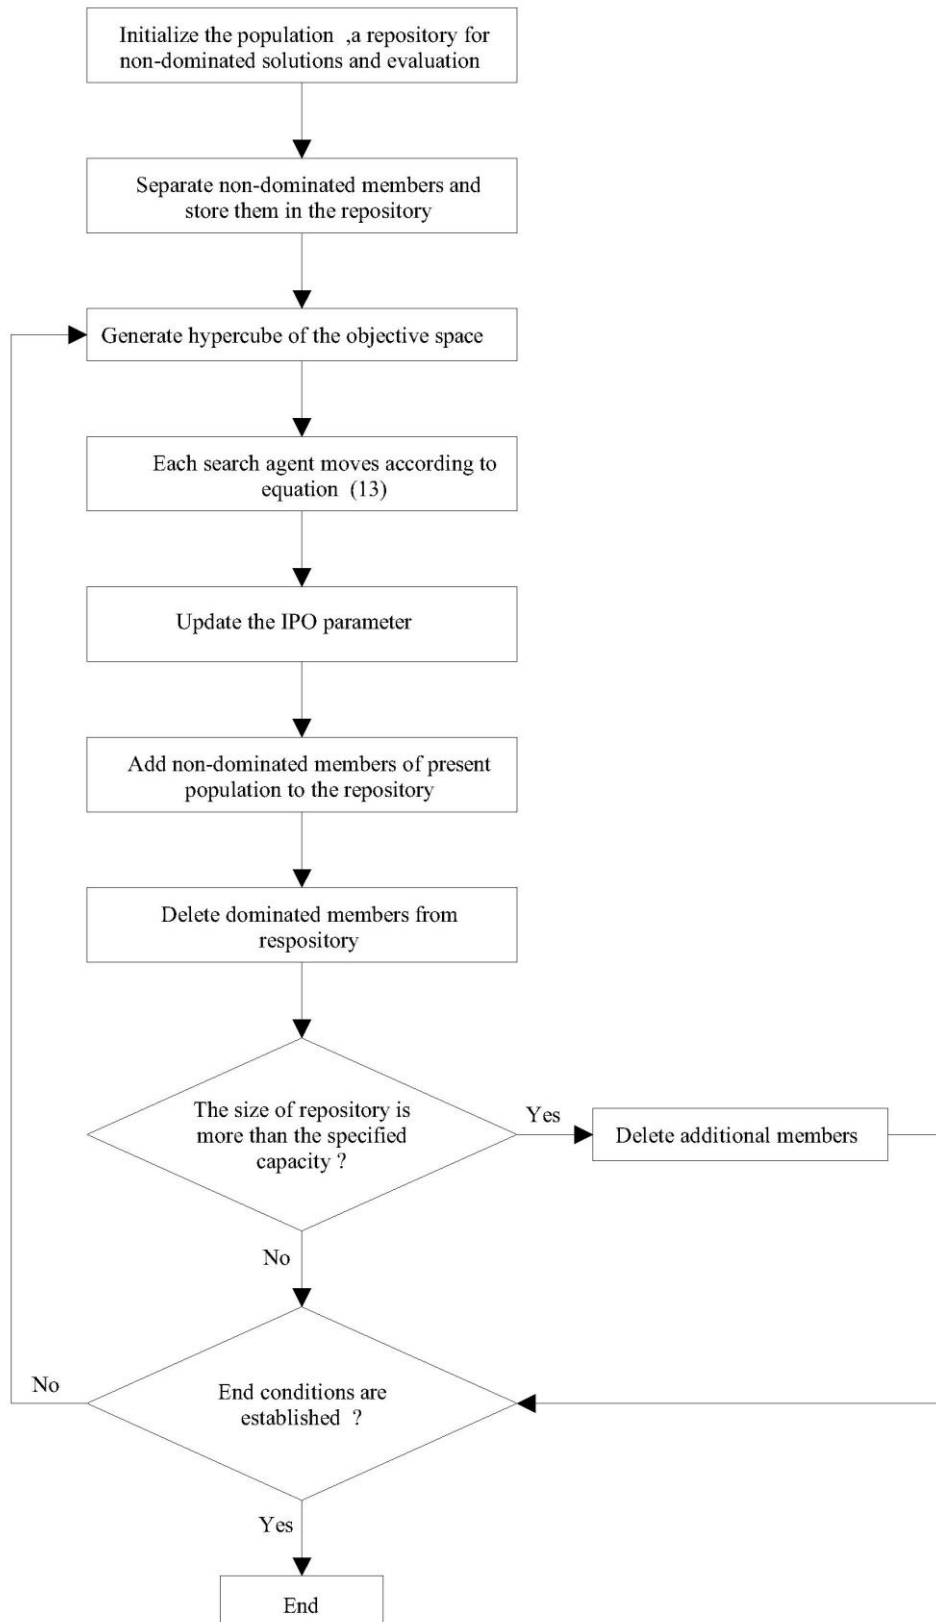 Initialize the population ,a repository for
non-dominated solutions and evaluation
Separate non-dominated members and
store them in the repository
Generate hypercube of the objective space
Each search agent moves according to
equation (13)
Update the IPO parameter
Add non-dominated members of present
population to the repository
Delete dominated members from
respository
The size of repository is
more than the specified
capacity ?
Yes
Delete additional members
No
End conditions are
established ?
No
Yes
End